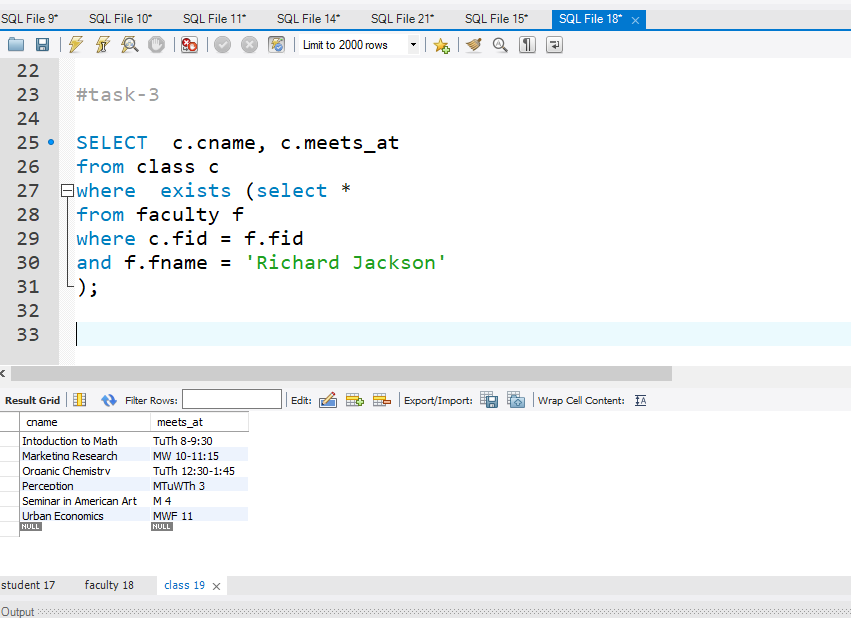 SQL File 9* SQL File 10* SQL File 11* SQL File 14* SQL File 21* SQL File 15* SQL File 18* ×
Limit to 2000 rows
22
23 #task-3
24
25 SELECT  c.cname, c.meets_at
26 from class c
27 where  exists (select *
28 from faculty f
29 where c.fid = f.fid
30 and f.fname = 'Richard Jackson'
31 );
32
33
Result Grid Filter Rows: Edit: Export/Import: Wrap Cell Content:
cname meets_at
Intoduction to Math TuTh 8-9:30
Marketing Research MW 10-11:15
Organic Chemistry TuTh 12:30-1:45
Perception MTuWTh 3
Seminar in American Art M 4
Urban Economics MWF 11
NULL NULL
student 17 faculty 18 class 19 ×
Output